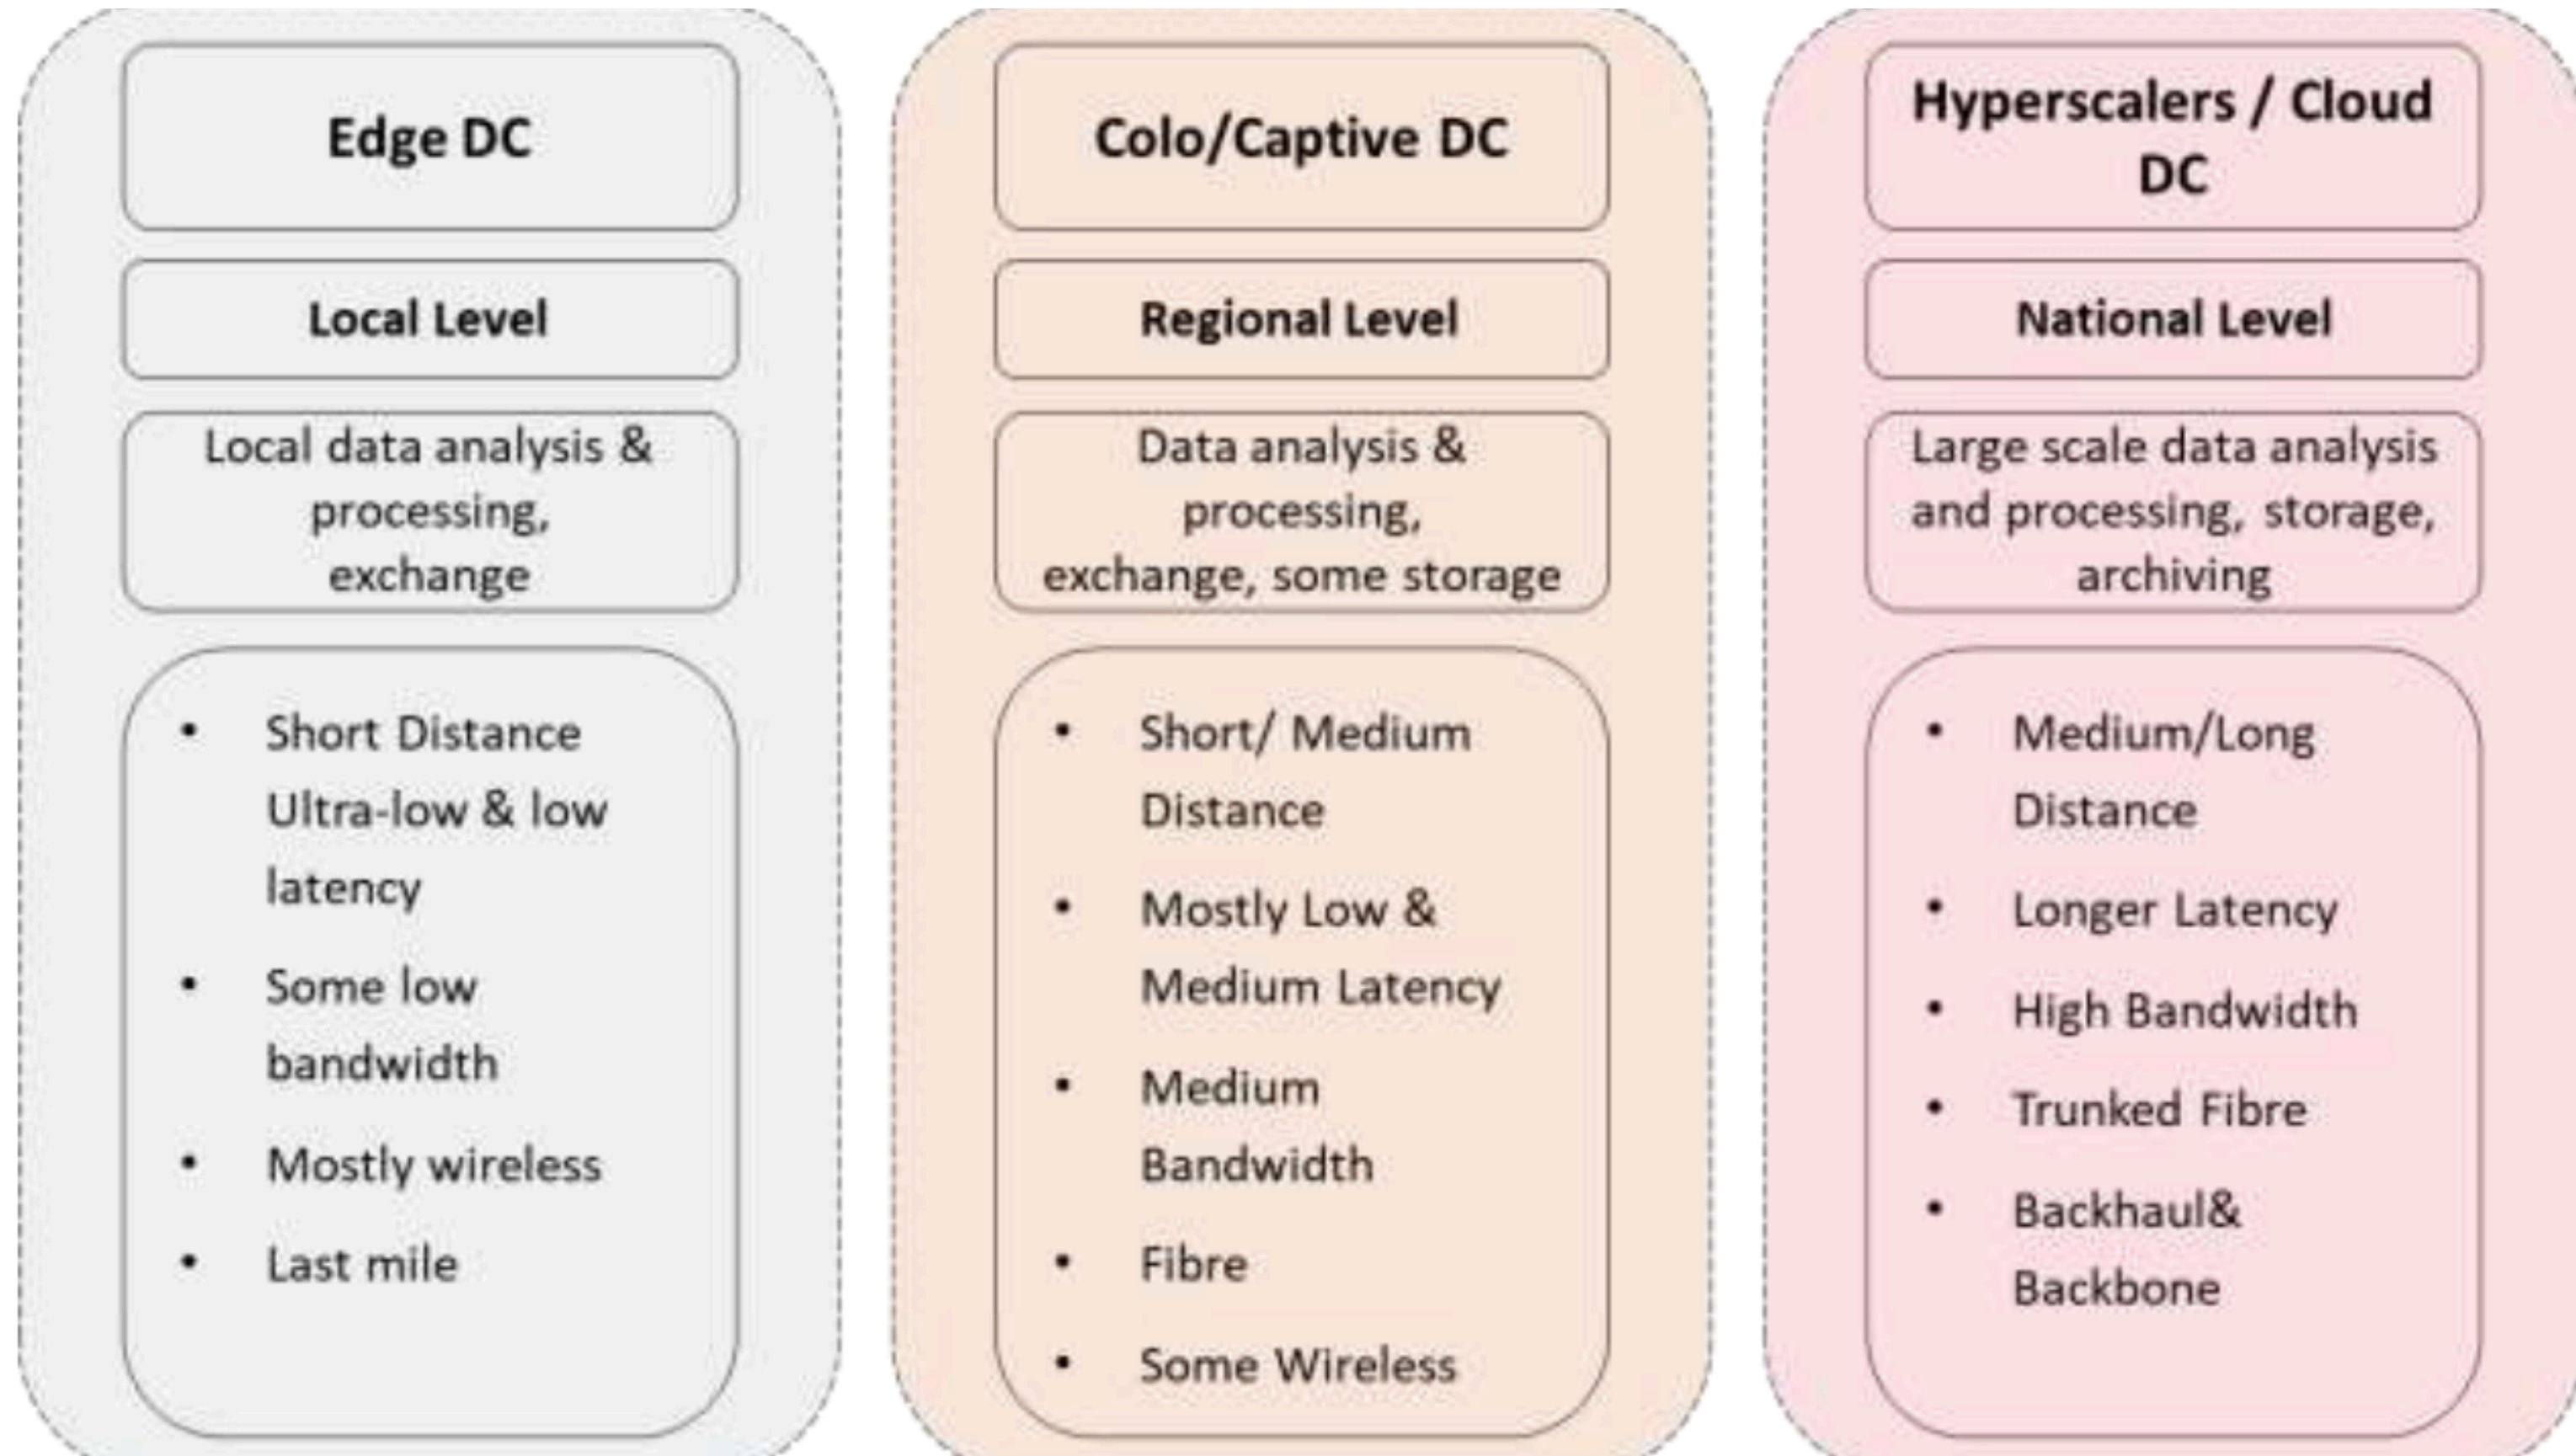 Edge DC
Local Level
Local data analysis &
processing,
exchange
• Short Distance
Ultra-low & low
latency
• Some low
bandwidth
• Mostly wireless
• Last mile
Colo/Captive DC
Regional Level
Data analysis &
processing,
exchange, some storage
• Short/ Medium
Distance
• Mostly Low &
Medium Latency
• Medium
Bandwidth
• Fibre
• Some Wireless
Hyperscalers / Cloud
DC
National Level
Large scale data analysis
and processing, storage,
archiving
• Medium/Long
Distance
• Longer Latency
• High Bandwidth
• Trunked Fibre
• Backhaul&
Backbone